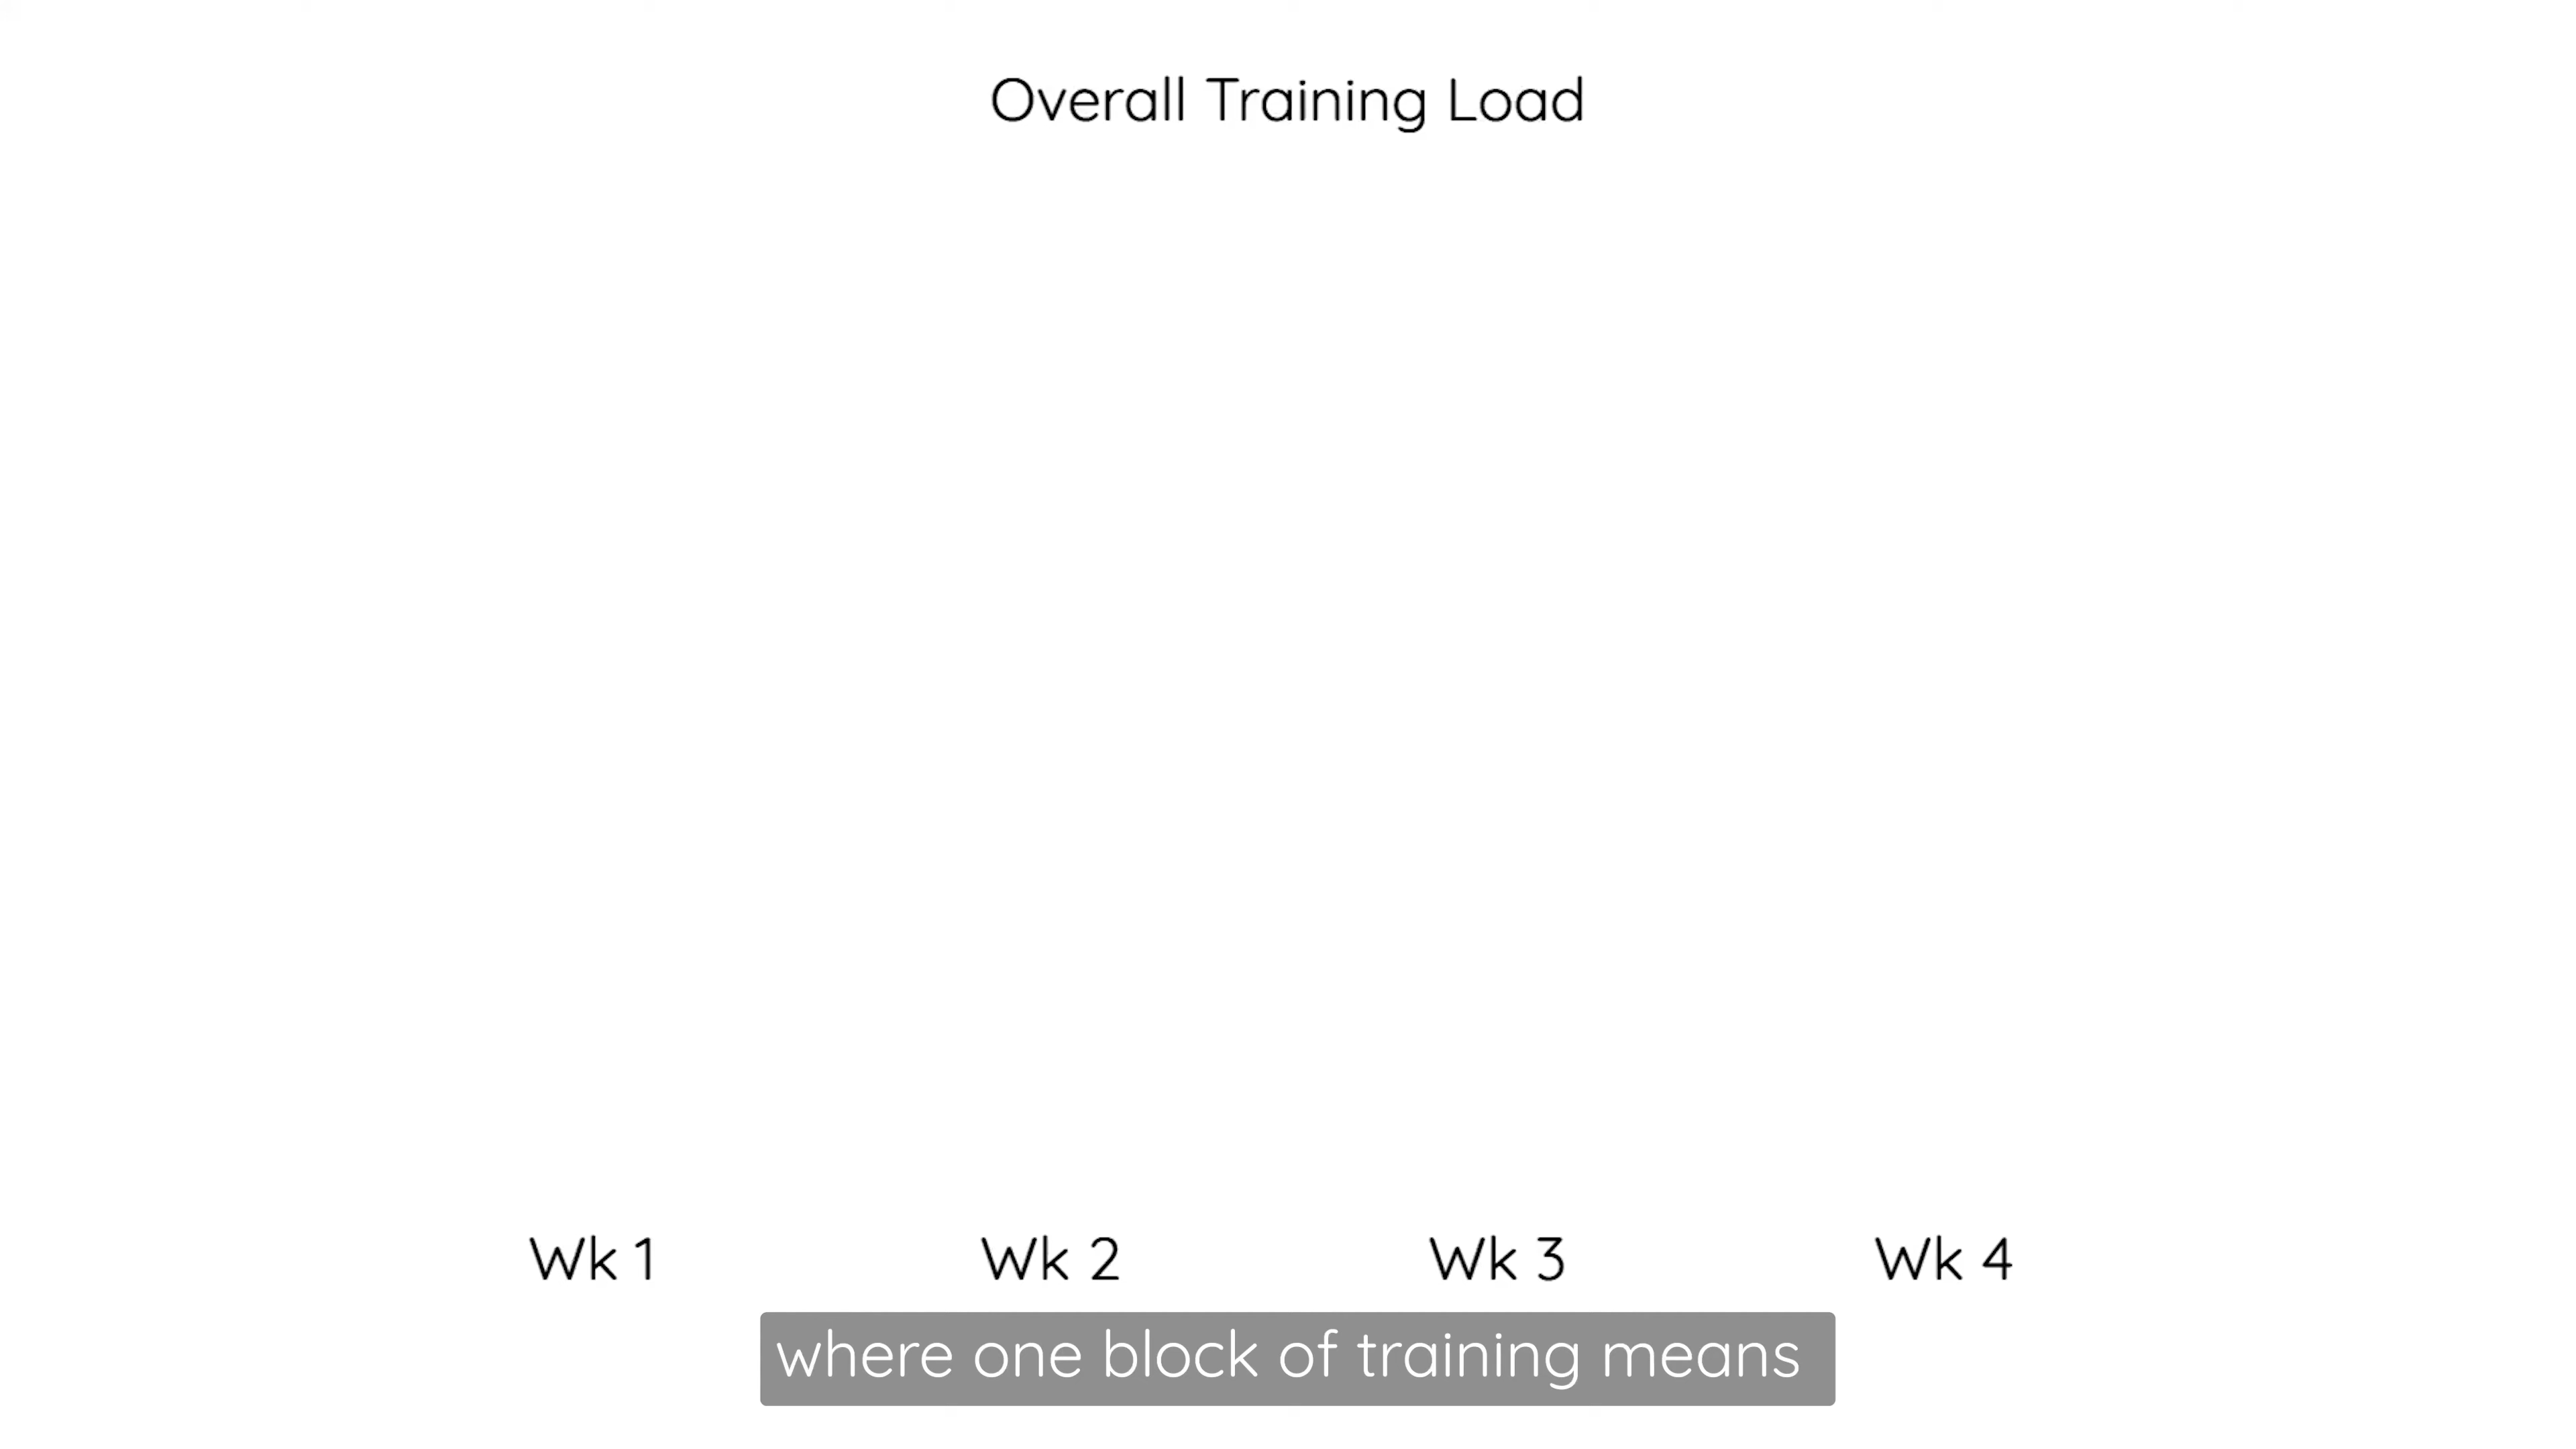 Overall Training Load
Wk 1 Wk 2 Wk 3 Wk 4
where one block of training means